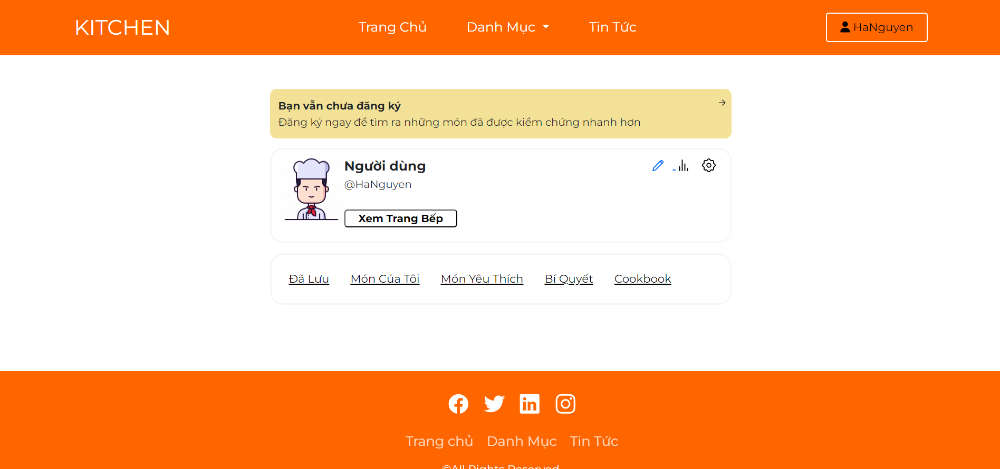 KITCHEN
Trang Chủ
Danh Mục
Tin Tức
HaNguyen
Bạn vẫn chưa đăng ký
Đăng ký ngay để tìm ra những món đã được kiểm chứng nhanh hơn
Người dùng
@HaNguyen
Xem Trang Bếp
Đã Lưu
Món Của Tôi
Món Yêu Thích
Bí Quyết
Cookbook
Trang chủ
Danh Mục
Tin Tức
©All Rights Reserved